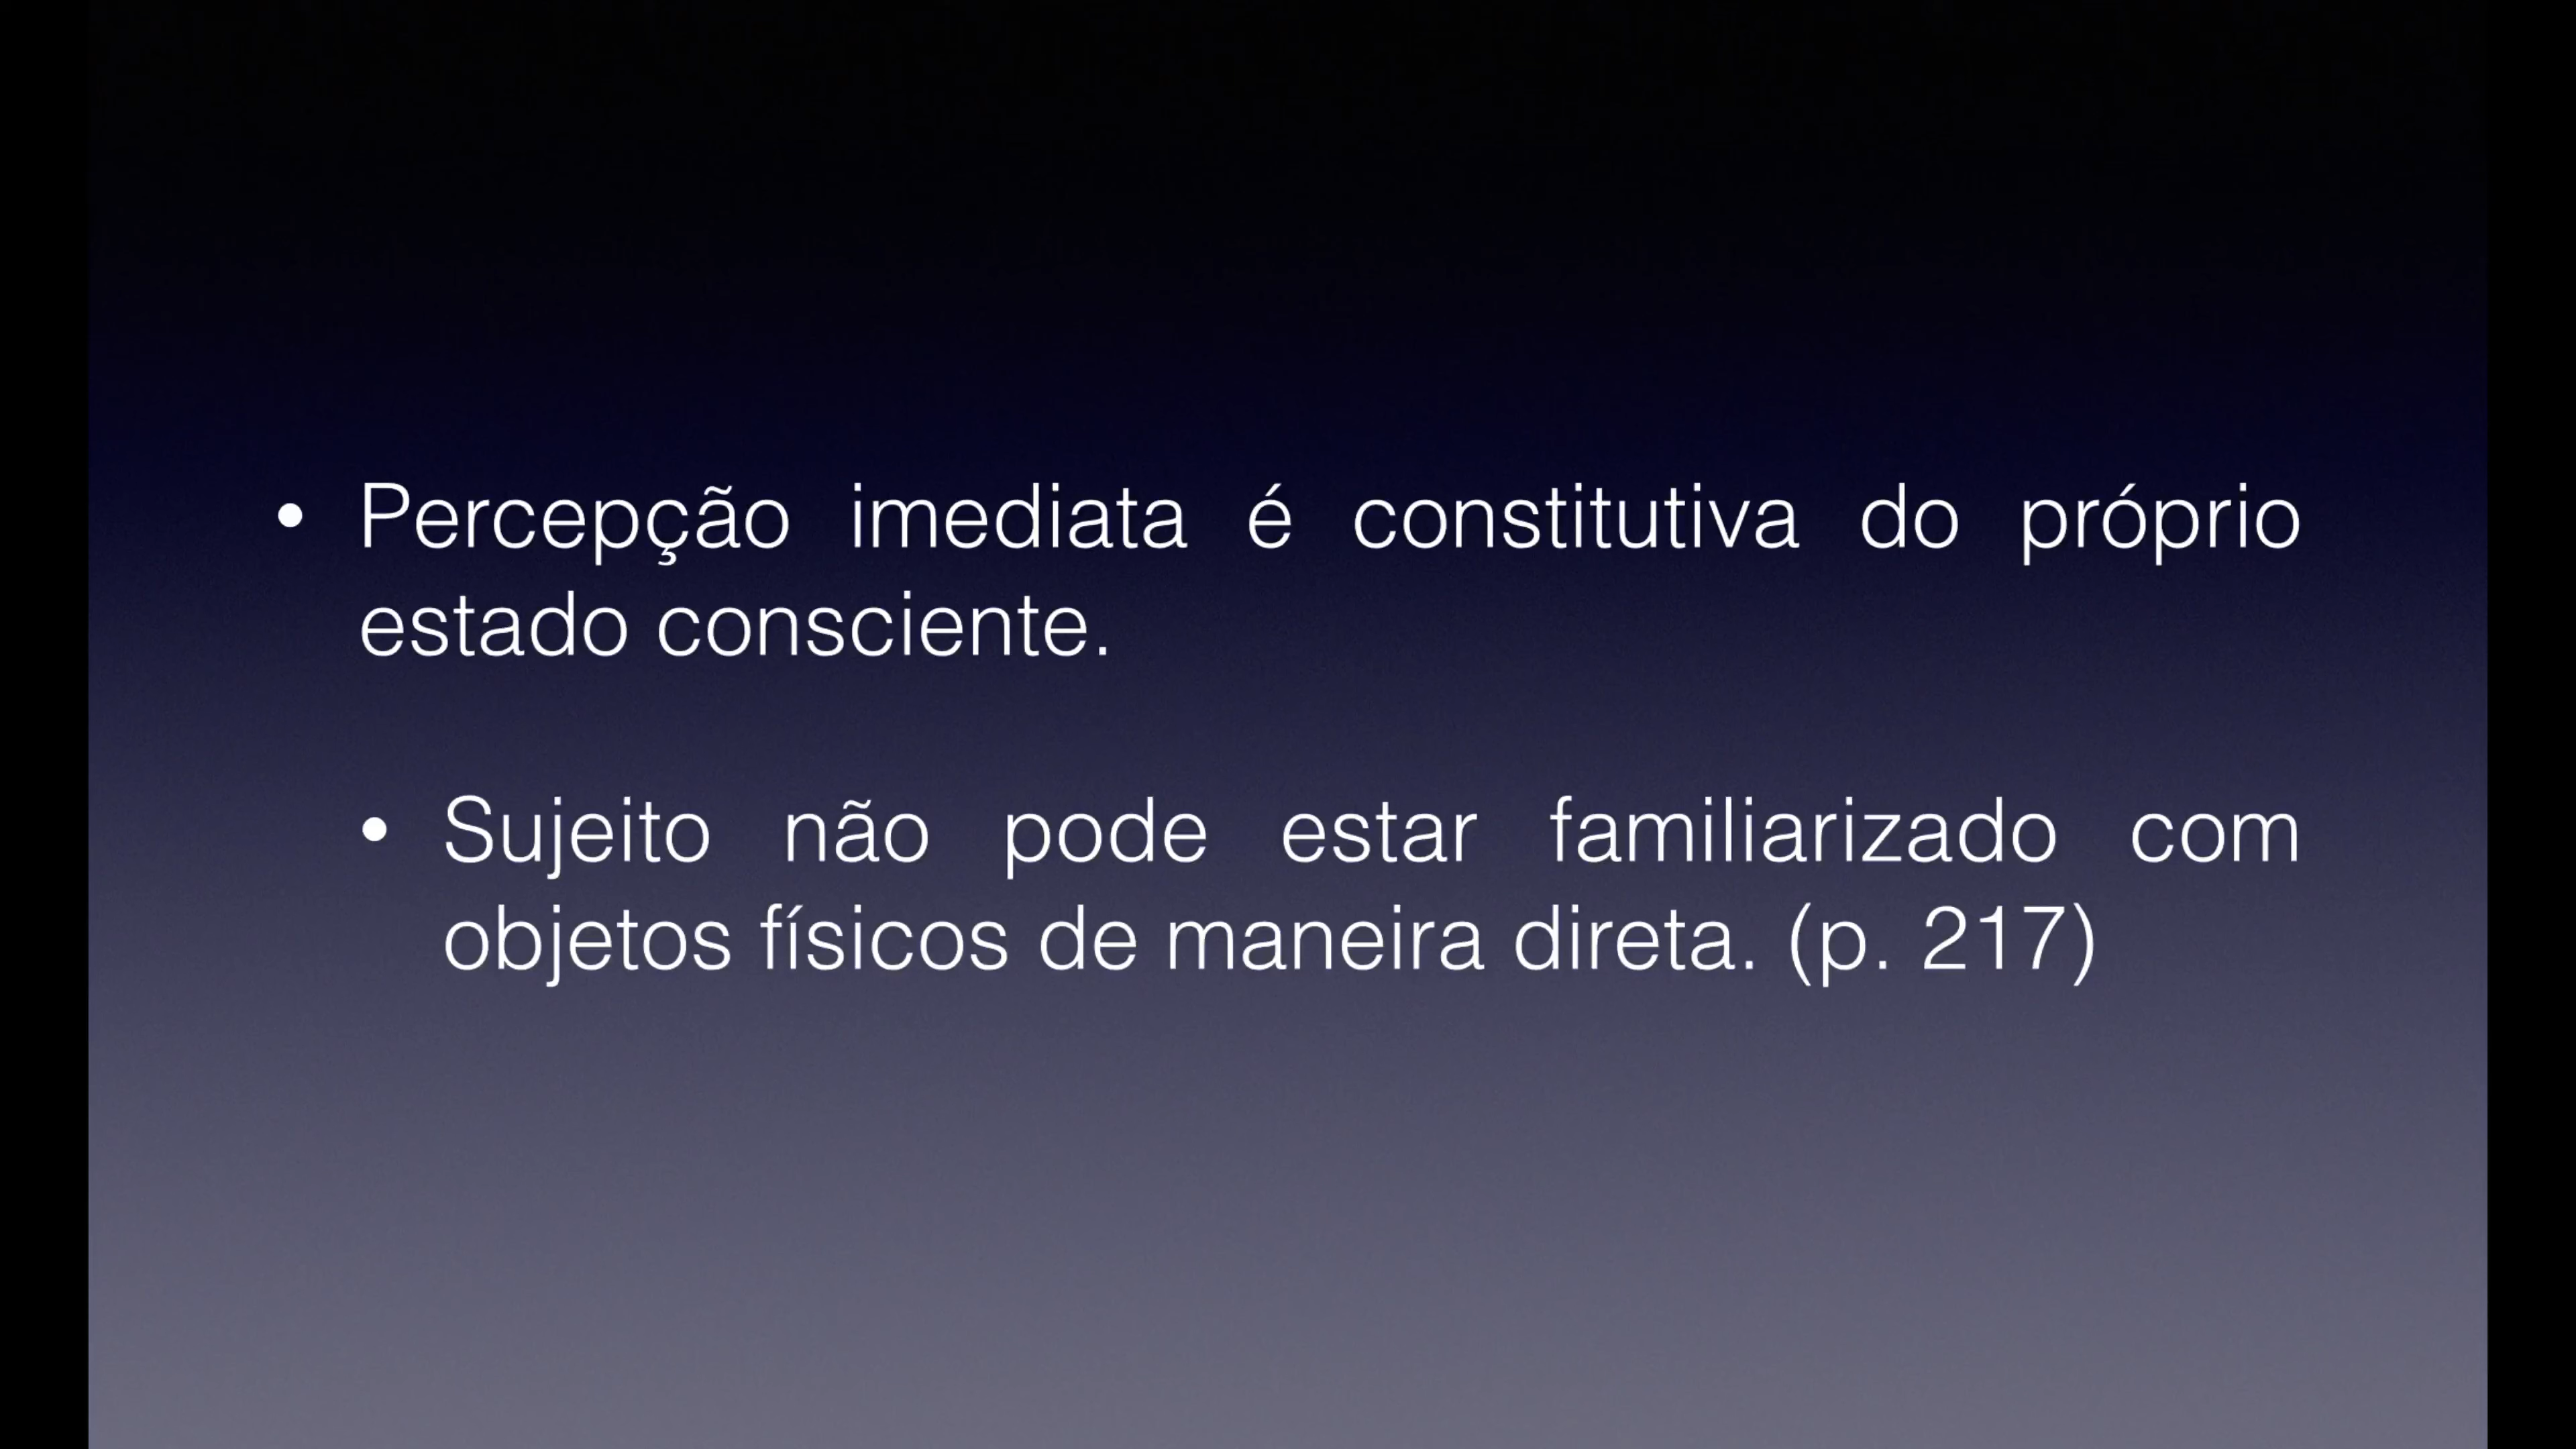 • Percepção imediata é constitutiva do próprio
estado consciente.
• Sujeito não pode estar familiarizado com
objetos físicos de maneira direta. (p. 217)